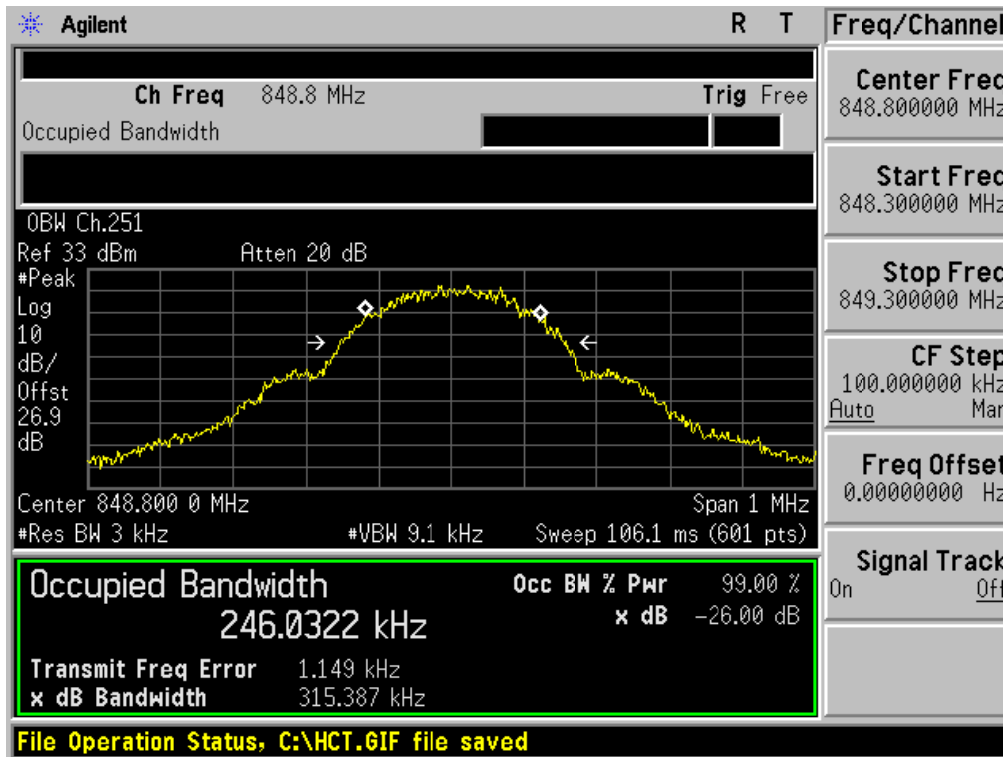 Agilent R T Freq/Channel
Ch Freq 848.8 MHz Trig Free
Occupied Bandwidth
Center Freq
848.800000 MHz
Start Freq
848.300000 MHz
Stop Freq
849.300000 MHz
CF Step
100.000000 kHz
Auto Man
Freq Offset
0.00000000 Hz
Signal Track
On Off
OBW Ch.251
Ref 33 dBm Atten 20 dB
#Peak
Log
10
dB/
Offst
26.9
dB
Center 848.800 0 MHz Span 1 MHz
#Res BW 3 kHz #VBW 9.1 kHz Sweep 106.1 ms (601 pts)
Occupied Bandwidth Occ BW % Pwr 99.00 %
246.0322 kHz x dB -26.00 dB
Transmit Freq Error 1.149 kHz
x dB Bandwidth 315.387 kHz
File Operation Status, C:\HCT.GIF file saved